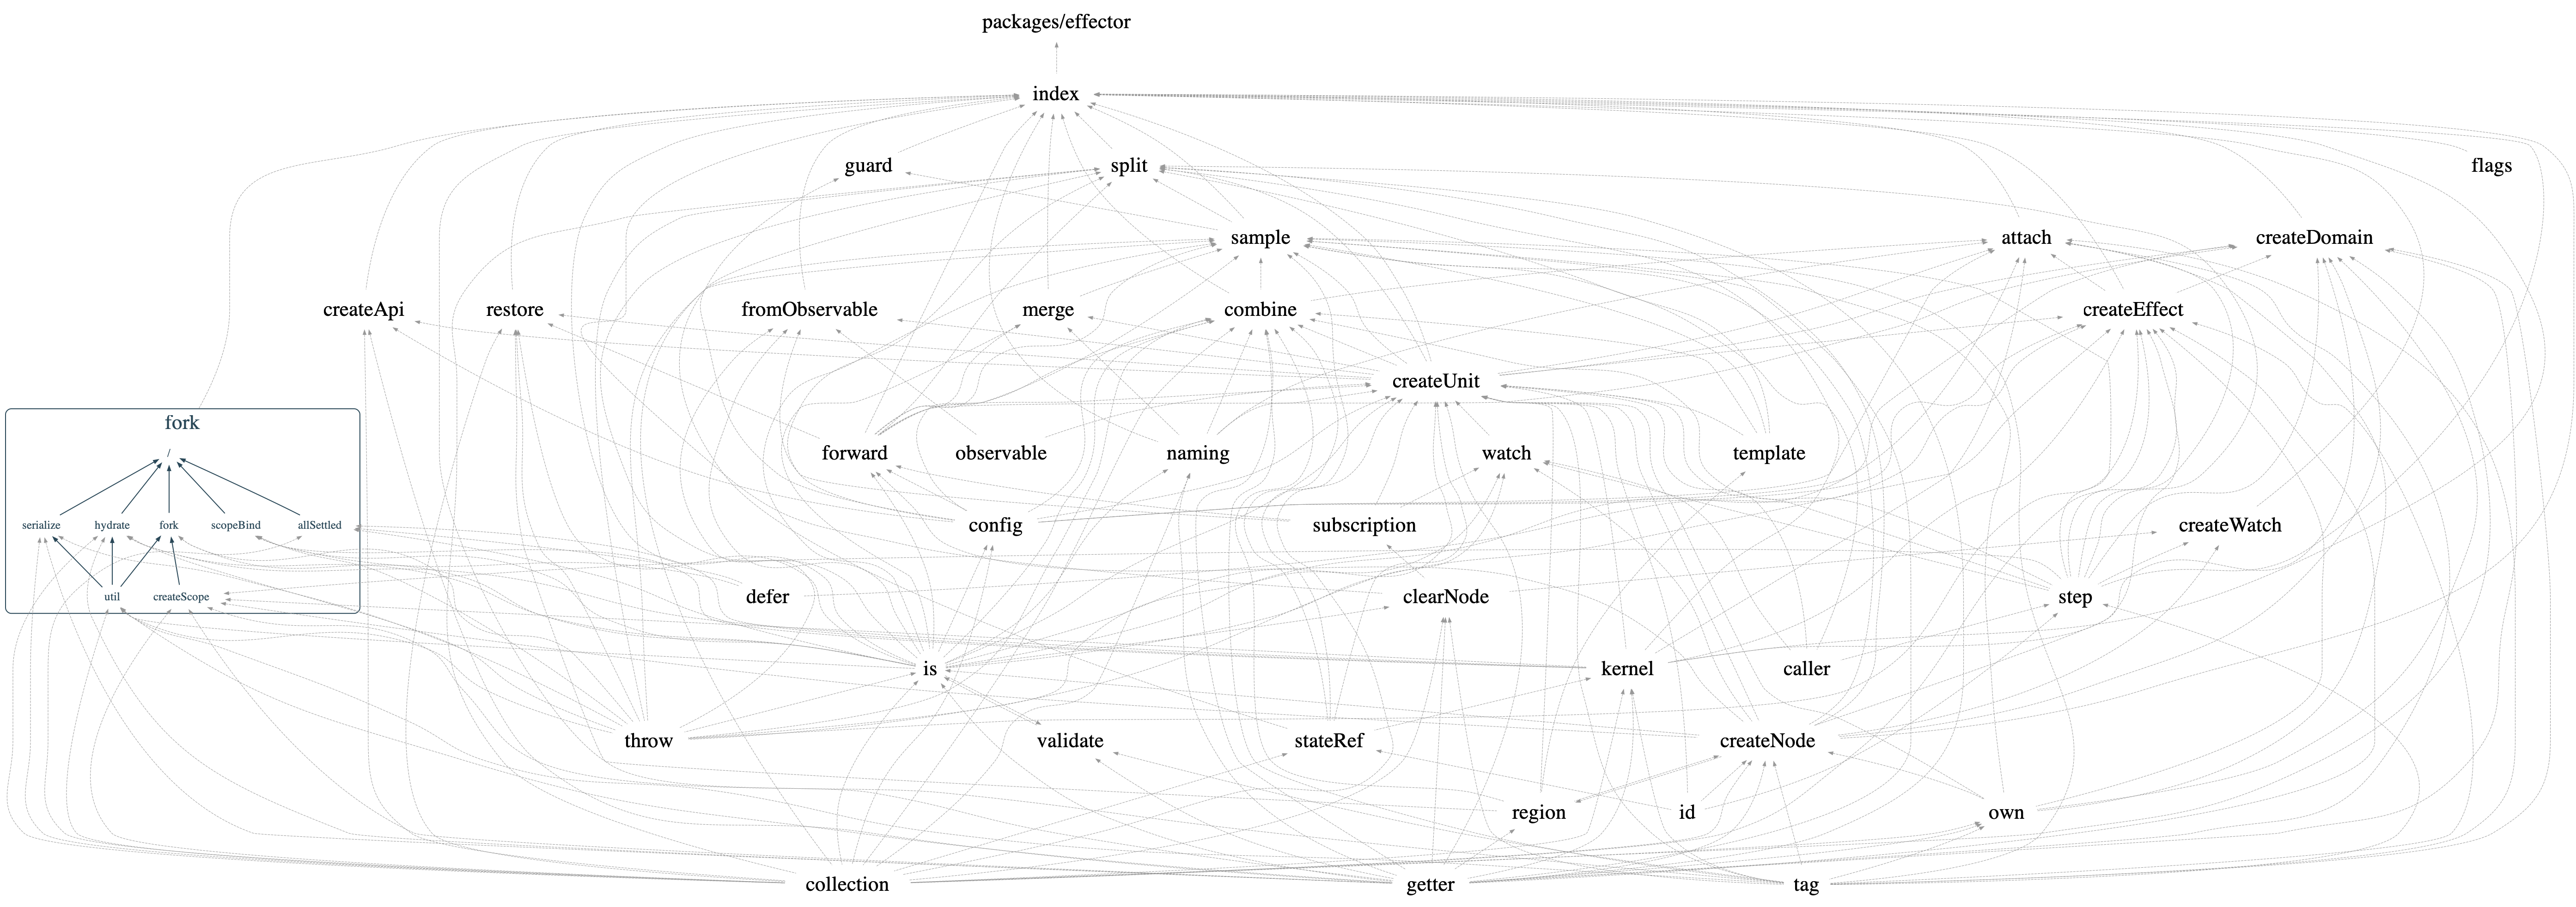 packages/effector
index
guard
split
flags
sample
attach
createDomain
createApi
restore
fromObservable
merge
combine
createEffect
createUnit
fork
/
forward
observable
naming
watch
template
serialize
hydrate
fork
scopeBind
allSettled
config
subscription
createWatch
util
createScope
defer
clearNode
step
is
kernel
caller
throw
validate
stateRef
createNode
region
id
own
collection
getter
tag